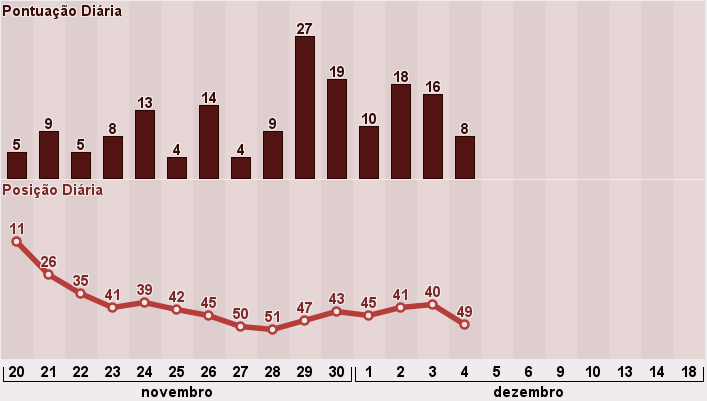 Pontuação Diária
5 9 5 8 13 4 14 4 9 27 19 10 18 16 8
Posição Diária
11 26 35 41 39 42 45 50 51 47 43 45 41 40 49
20 21 22 23 24 25 26 27 28 29 30 1 2 3 4 5 6 9 10 13 14 18
novembro dezembro